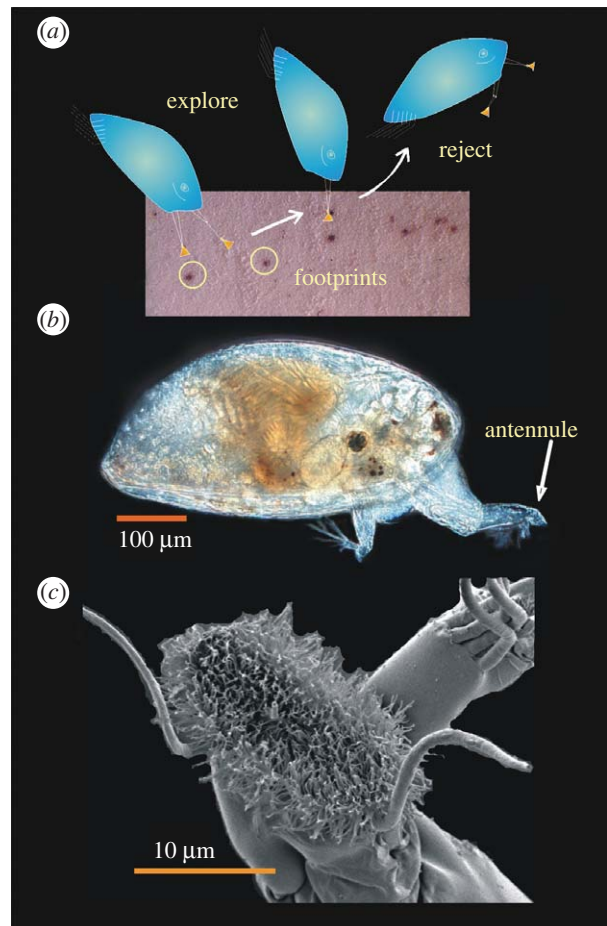 (a)
explore
reject
footprints
(b)
antennule
100 µm
(c)
10 µm